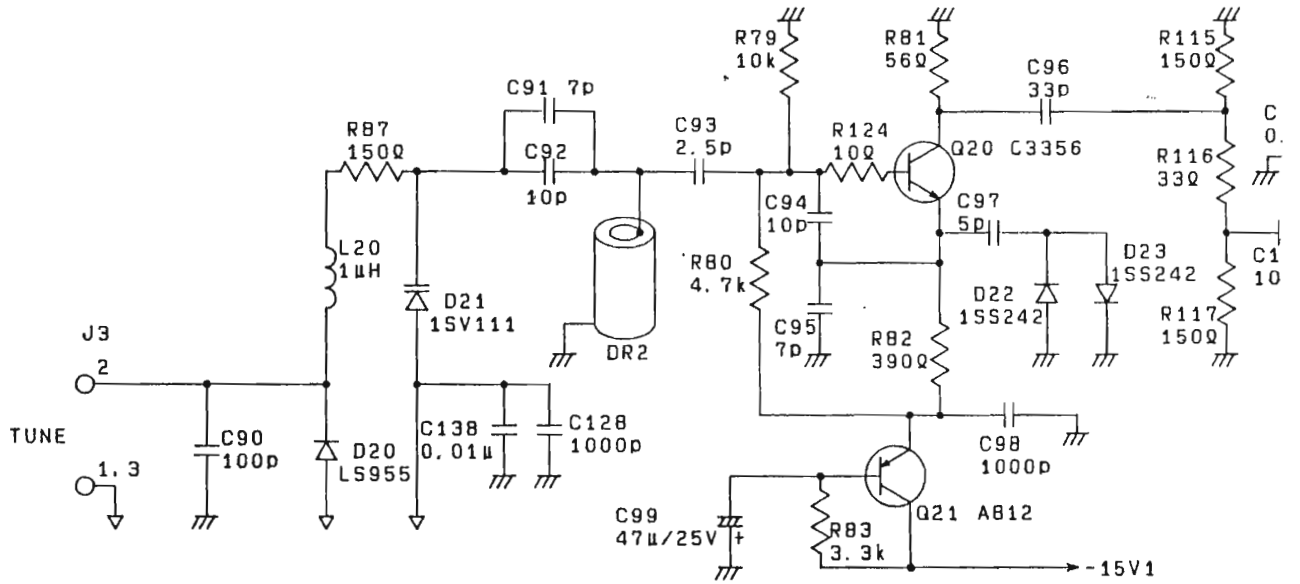 R79
10k
R81
56Ω
R115
150Ω
C96
33p
C91 7p
C
0.
R87
150Ω
C93
2.5p
R124
10Ω
Q20 C3356
C92
10p
R116
33Ω
C94
10p
C97
5p
L20
1μH
R80
4.7k
D23
1SS242
C1
10
D21
1SV111
D22
1SS242
C95
7p
R117
150Ω
J3
R82
390Ω
DR2
2
TUNE
C90
100p
D20
LS955
C138
0.01μ
C128
1000p
C98
1000p
1,3
C99
47μ/25V
+
R83
3.3k
Q21 A812
-15V1